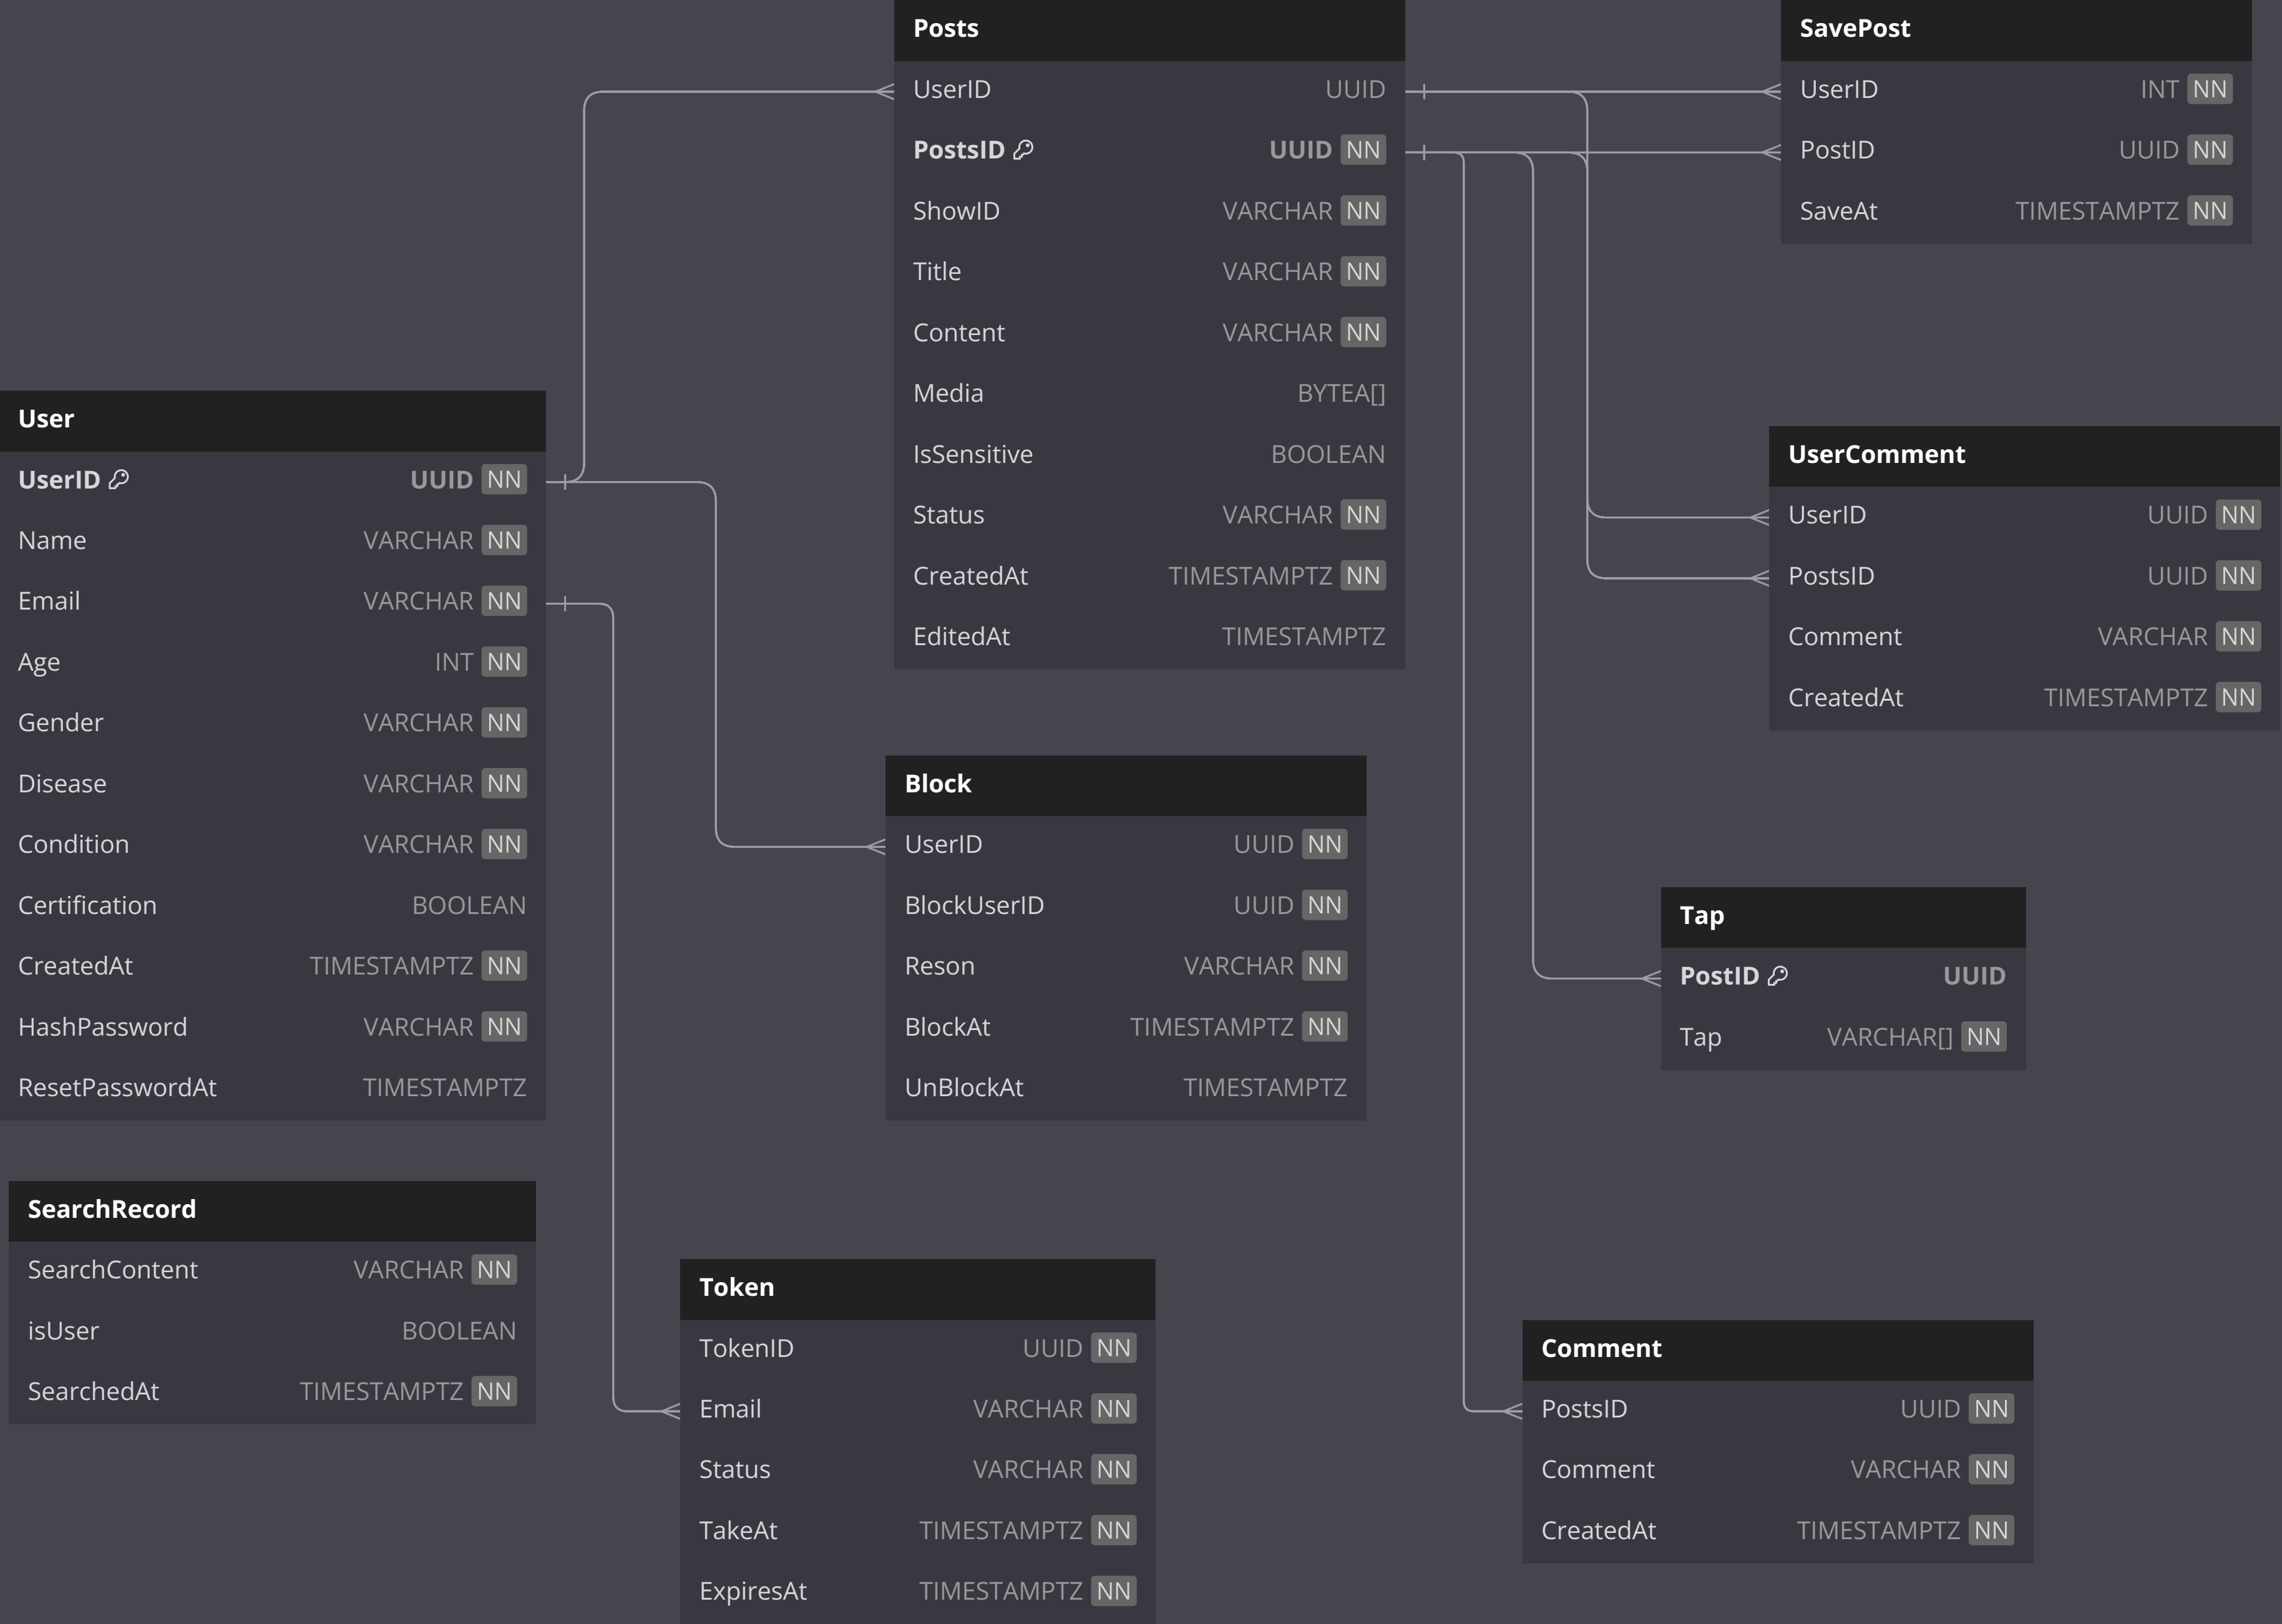 Posts
UserID UUID
PostsID UUID NN
ShowID VARCHAR NN
Title VARCHAR NN
Content VARCHAR NN
Media BYTEA[]
IsSensitive BOOLEAN
Status VARCHAR NN
CreatedAt TIMESTAMPTZ NN
EditedAt TIMESTAMPTZ
SavePost
UserID INT NN
PostID UUID NN
SaveAt TIMESTAMPTZ NN
User
UserID UUID NN
Name VARCHAR NN
Email VARCHAR NN
Age INT NN
Gender VARCHAR NN
Disease VARCHAR NN
Condition VARCHAR NN
Certification BOOLEAN
CreatedAt TIMESTAMPTZ NN
HashPassword VARCHAR NN
ResetPasswordAt TIMESTAMPTZ
UserComment
UserID UUID NN
PostsID UUID NN
Comment VARCHAR NN
CreatedAt TIMESTAMPTZ NN
Block
UserID UUID NN
BlockUserID UUID NN
Reson VARCHAR NN
BlockAt TIMESTAMPTZ NN
UnBlockAt TIMESTAMPTZ
Tap
PostID UUID
Tap VARCHAR[] NN
SearchRecord
SearchContent VARCHAR NN
isUser BOOLEAN
SearchedAt TIMESTAMPTZ NN
Token
TokenID UUID NN
Email VARCHAR NN
Status VARCHAR NN
TakeAt TIMESTAMPTZ NN
ExpiresAt TIMESTAMPTZ NN
Comment
PostsID UUID NN
Comment VARCHAR NN
CreatedAt TIMESTAMPTZ NN